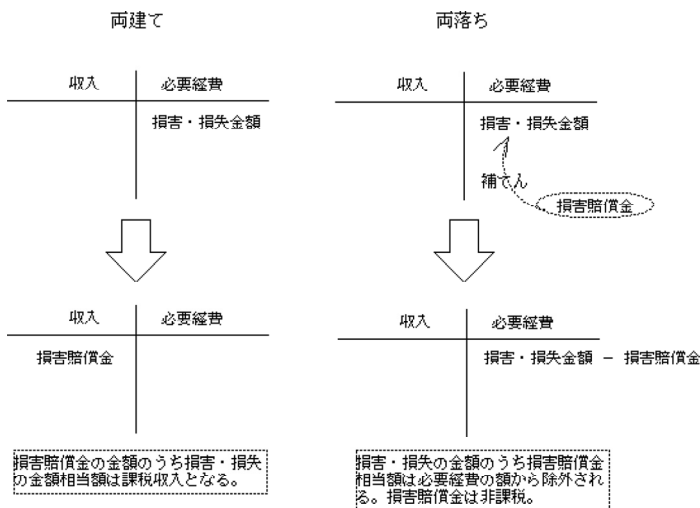 両建て
収入
必要経費
損害・損失金額
収入
必要経費
損害賠償金
損害賠償金の金額のうち損害・損失
の金額相当額は課税収入となる。
両落ち
収入
必要経費
損害・損失金額
補てん
損害賠償金
収入
必要経費
損害・損失金額 － 損害賠償金
損害・損失の金額のうち損害賠償金
相当額は必要経費の額から除外され
る。損害賠償金は非課税。